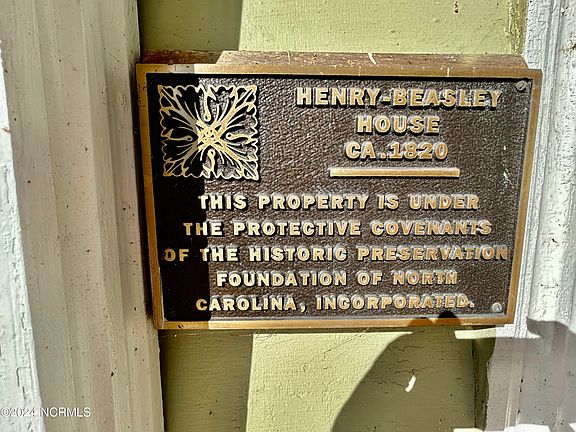 HENRY-BEASLEY
HOUSE
CA.1820
THIS PROPERTY IS UNDER
THE PROTECTIVE COVENANTS
OF THE HISTORIC PRESERVATION
FOUNDATION OF NORTH
CAROLINA, INCORPORATED.
©2024 NCRMLS